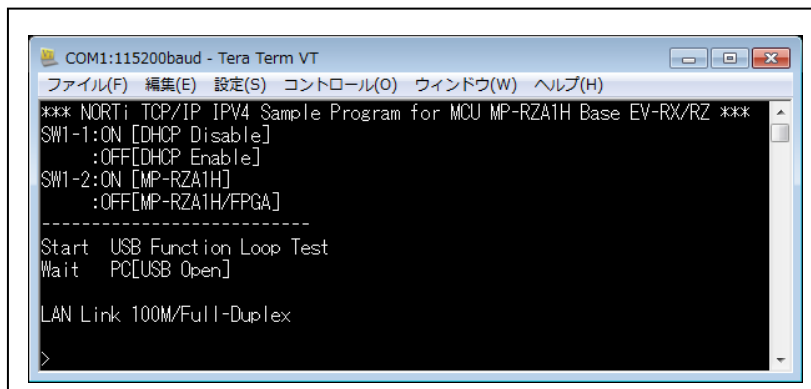 COM1:115200baud - Tera Term VT
ファイル(F) 編集(E) 設定(S) コントロール(O) ウィンドウ(W) ヘルプ(H)
*** NORTi TCP/IP IPV4 Sample Program for MCU MP-RZA1H Base EV-RX/RZ ***
SW1-1:ON [DHCP Disable]
     :OFF[DHCP Enable]
SW1-2:ON [MP-RZA1H]
     :OFF[MP-RZA1H/FPGA]
---------------------------
Start  USB Function Loop Test
Wait   PC[USB Open]
LAN Link 100M/Full-Duplex
>